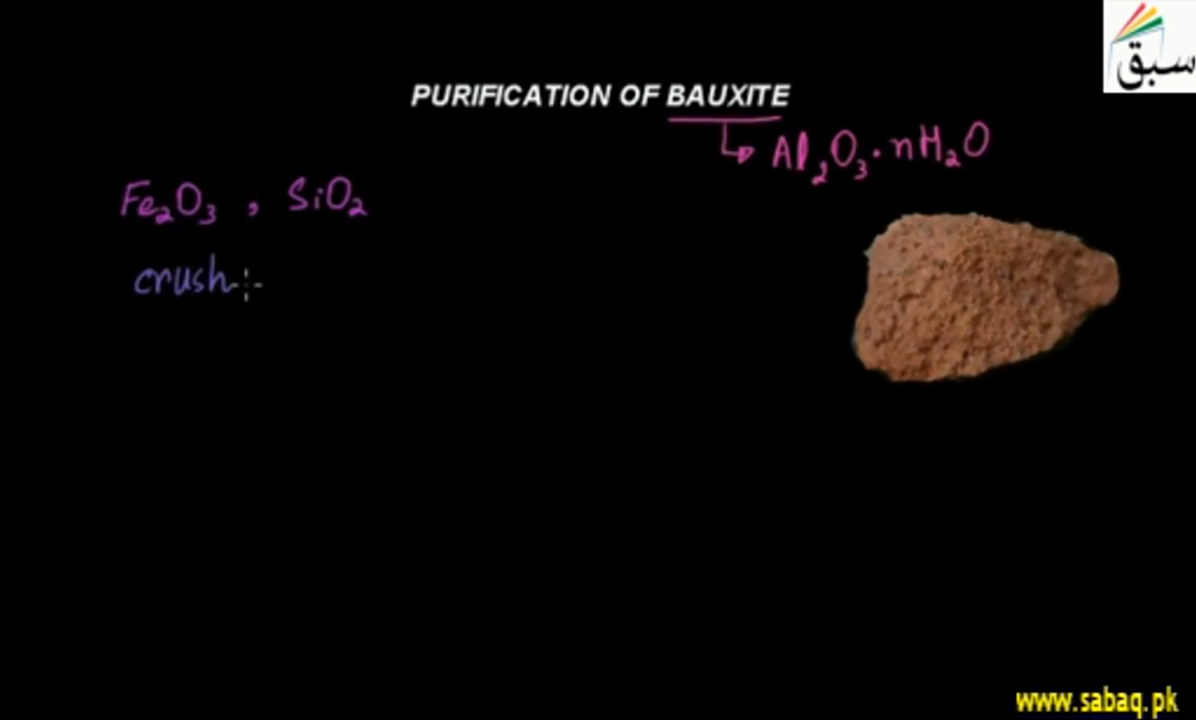 سبق
PURIFICATION OF BAUXITE
Al₂O₃·nH₂O
Fe₂O₃, SiO₂
crush
www.sabaq.pk